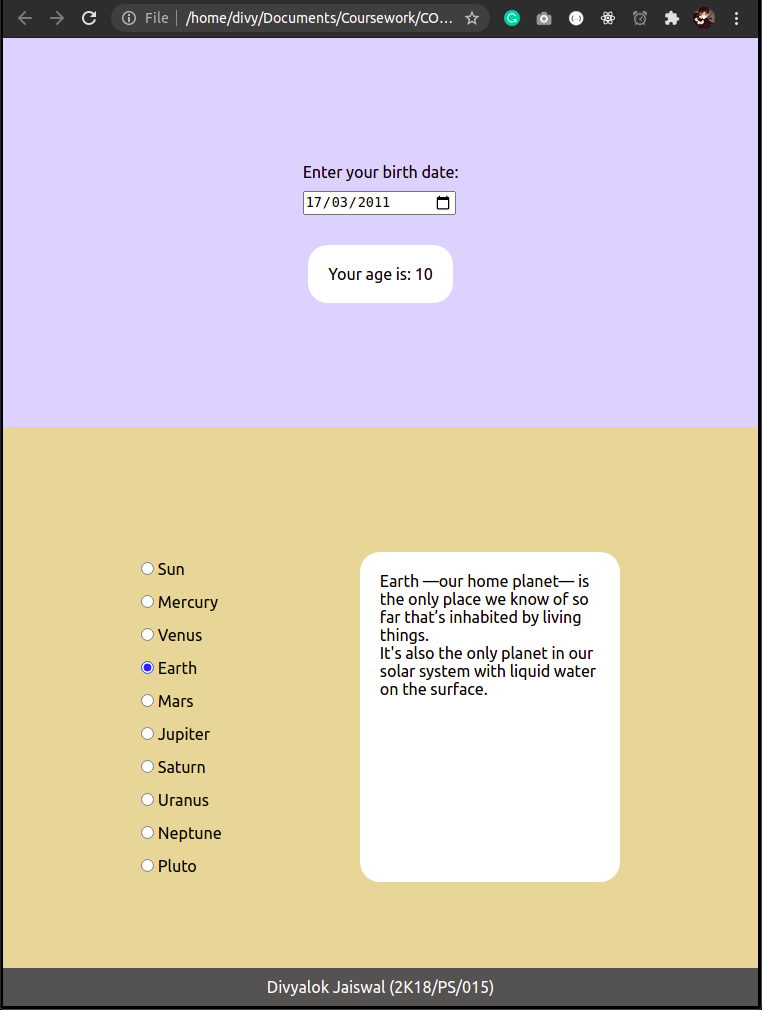 File | /home/divy/Documents/Coursework/CO...
Enter your birth date:
17/03/2011
Your age is: 10
Sun
Mercury
Venus
Earth
Mars
Jupiter
Saturn
Uranus
Neptune
Pluto
Earth —our home planet— is
the only place we know of so
far that’s inhabited by living
things.
It's also the only planet in our
solar system with liquid water
on the surface.
Divyalok Jaiswal (2K18/PS/015)